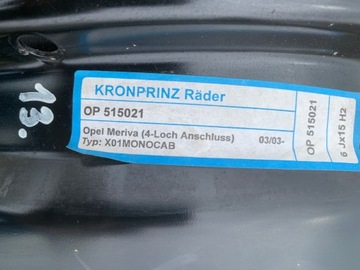 13.
KRONPRINZ Räder
OP 515021
Opel Meriva (4-Loch Anschluss) 03/03-
Typ: X01MONOCAB
OP 515021
6 Jx15 H2